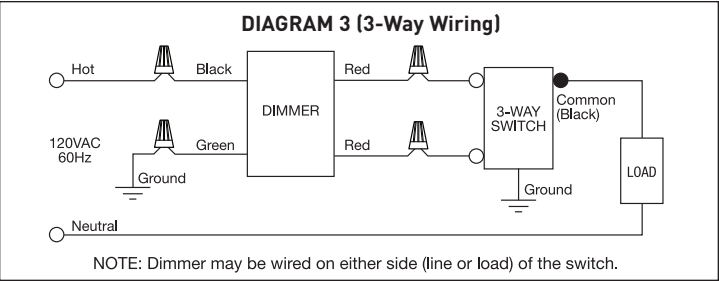 DIAGRAM 3 (3-Way Wiring)
Hot
Black
Red
DIMMER
3-WAY
SWITCH
Common
(Black)
120VAC
60Hz
Green
Red
Ground
Ground
LOAD
Neutral
NOTE: Dimmer may be wired on either side (line or load) of the switch.